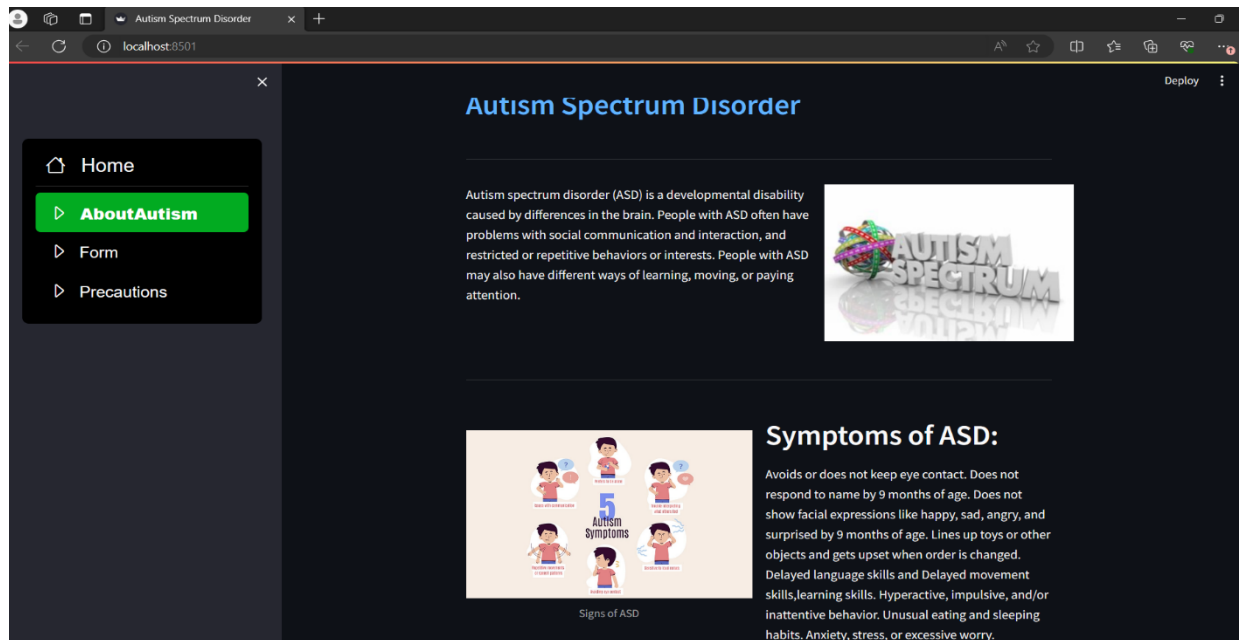 Autism Spectrum Disorder
localhost:8501
Deploy
Home
AboutAutism
Form
Precautions
Autism Spectrum Disorder
Autism spectrum disorder (ASD) is a developmental disability
caused by differences in the brain. People with ASD often have
problems with social communication and interaction, and
restricted or repetitive behaviors or interests. People with ASD
may also have different ways of learning, moving, or paying
attention.
AUTISM
SPECTRUM
5
Autism
Symptoms
Signs of ASD
Symptoms of ASD:
Avoids or does not keep eye contact. Does not
respond to name by 9 months of age. Does not
show facial expressions like happy, sad, angry, and
surprised by 9 months of age. Lines up toys or other
objects and gets upset when order is changed.
Delayed language skills and Delayed movement
skills,learning skills. Hyperactive, impulsive, and/or
inattentive behavior. Unusual eating and sleeping
habits. Anxiety, stress, or excessive worry.